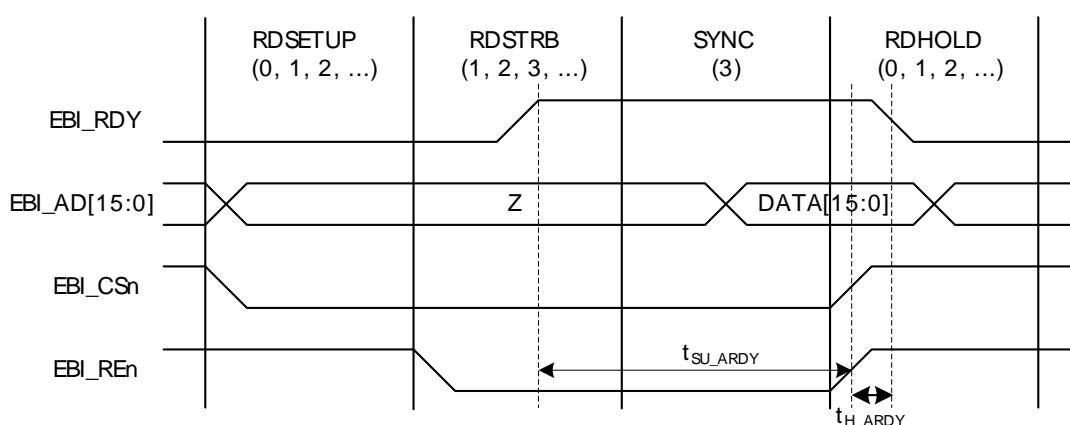 RDSETUP
(0, 1, 2, ...)
RDSTRB
(1, 2, 3, ...)
SYNC
(3)
RDHOLD
(0, 1, 2, ...)
EBI_RDY
EBI_AD[15:0]
Z
DATA[15:0]
EBI_CSn
EBI_REn
tSU_ARDY
tH_ARDY